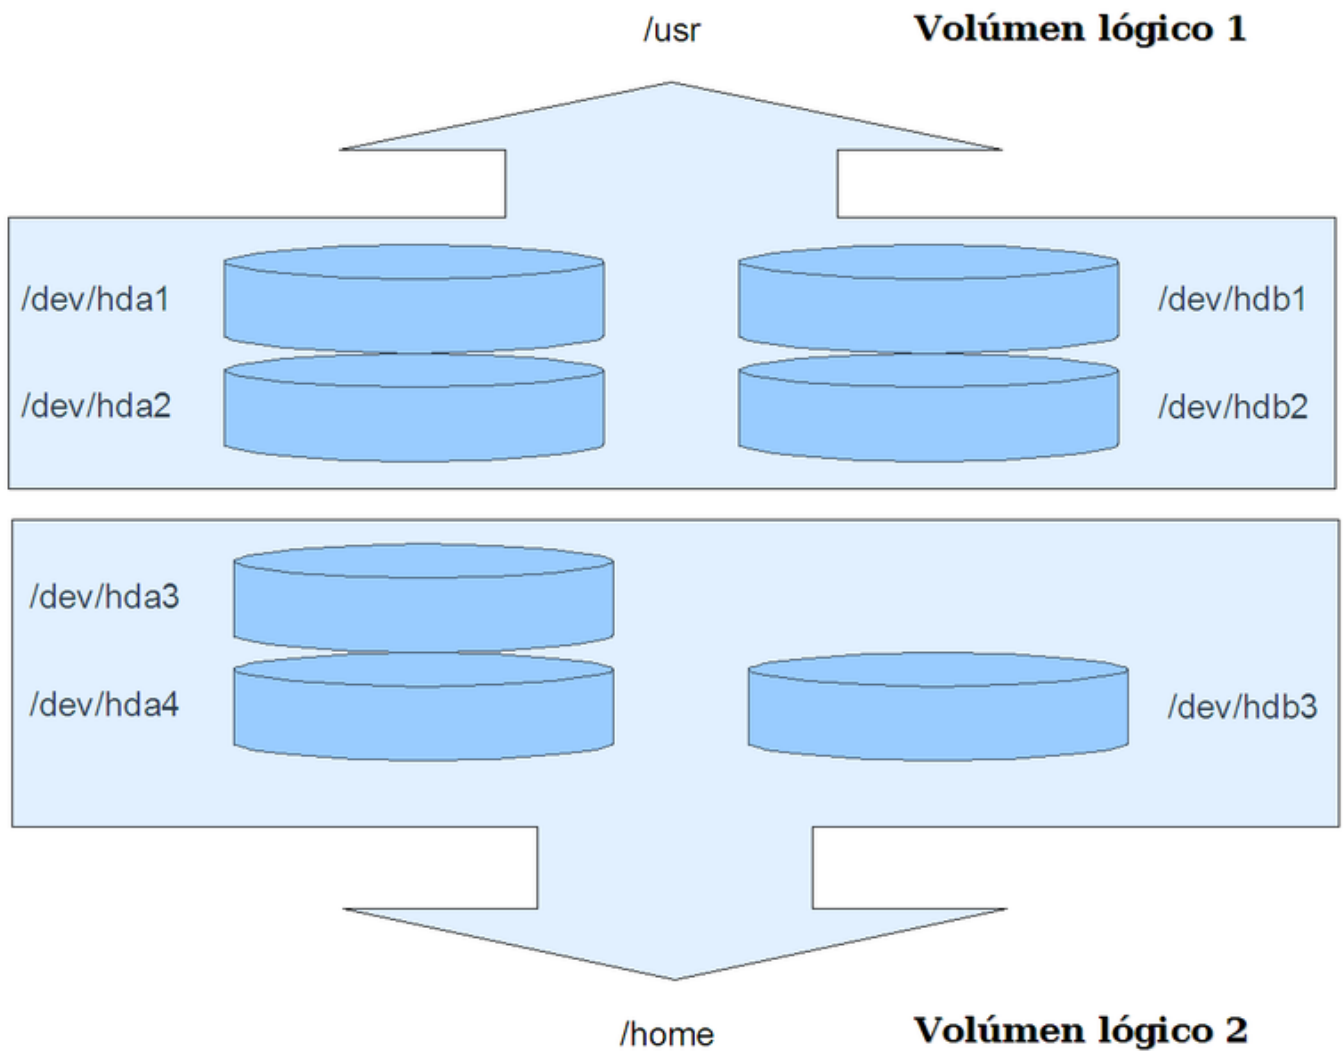 /usr
Volúmen lógico 1
/dev/hda1
/dev/hdb1
/dev/hda2
/dev/hdb2
/dev/hda3
/dev/hda4
/dev/hdb3
/home
Volúmen lógico 2